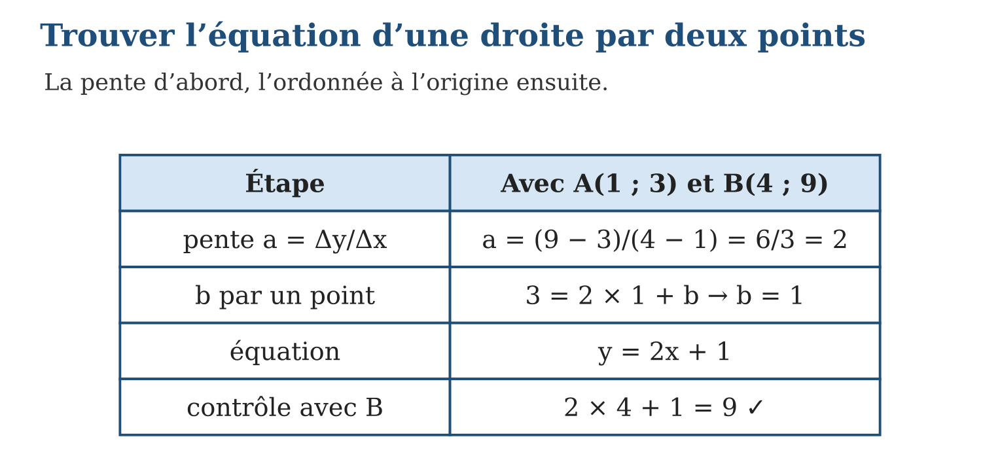 Trouver l’équation d’une droite par deux points
La pente d’abord, l’ordonnée à l’origine ensuite.
Étape
Avec A(1 ; 3) et B(4 ; 9)
pente a = Δy/Δx
a = (9 − 3)/(4 − 1) = 6/3 = 2
b par un point
3 = 2 × 1 + b → b = 1
équation
y = 2x + 1
contrôle avec B
2 × 4 + 1 = 9 ✓